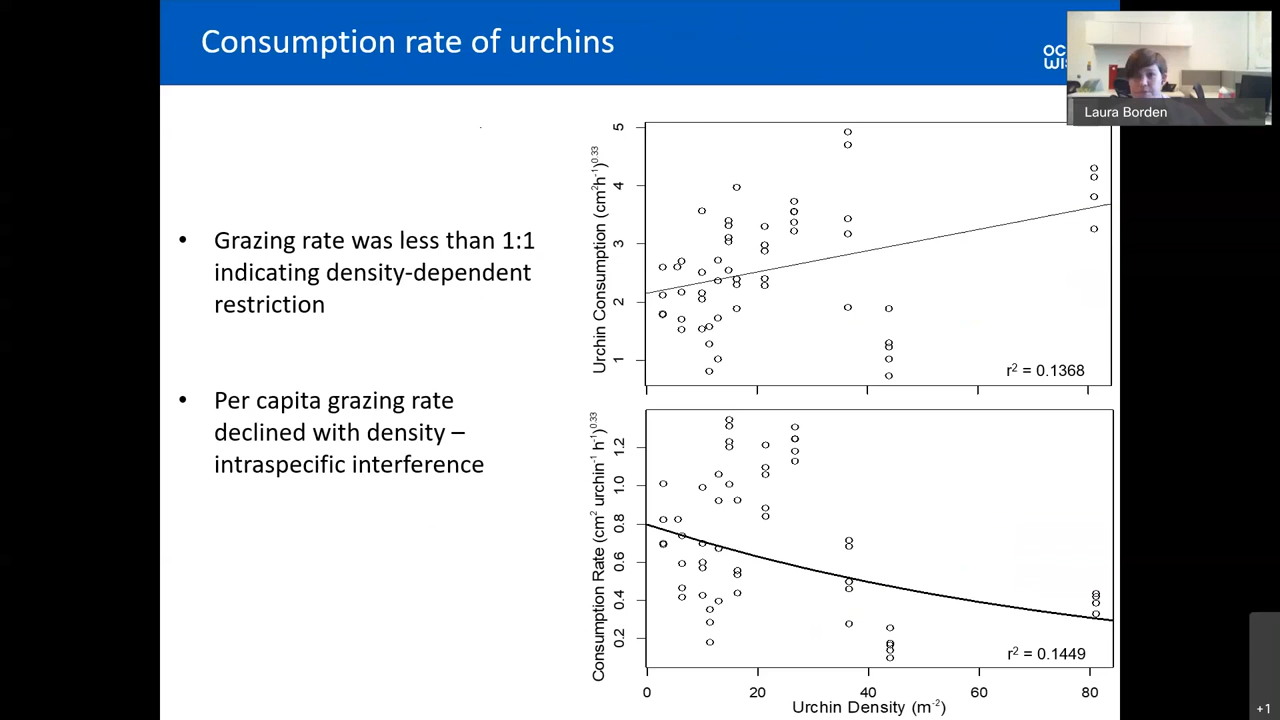 Consumption rate of urchins
OC
WI
Laura Borden
• Grazing rate was less than 1:1
indicating density-dependent
restriction
• Per capita grazing rate
declined with density –
intraspecific interference
Urchin Consumption (cm²h⁻¹)⁰·³³
5
4
3
2
1
r² = 0.1368
Consumption Rate (cm² urchin⁻¹ h⁻¹)⁰·³³
1.2
1.0
0.8
0.6
0.4
0.2
r² = 0.1449
0 20 40 60 80
Urchin Density (m⁻²)
+1